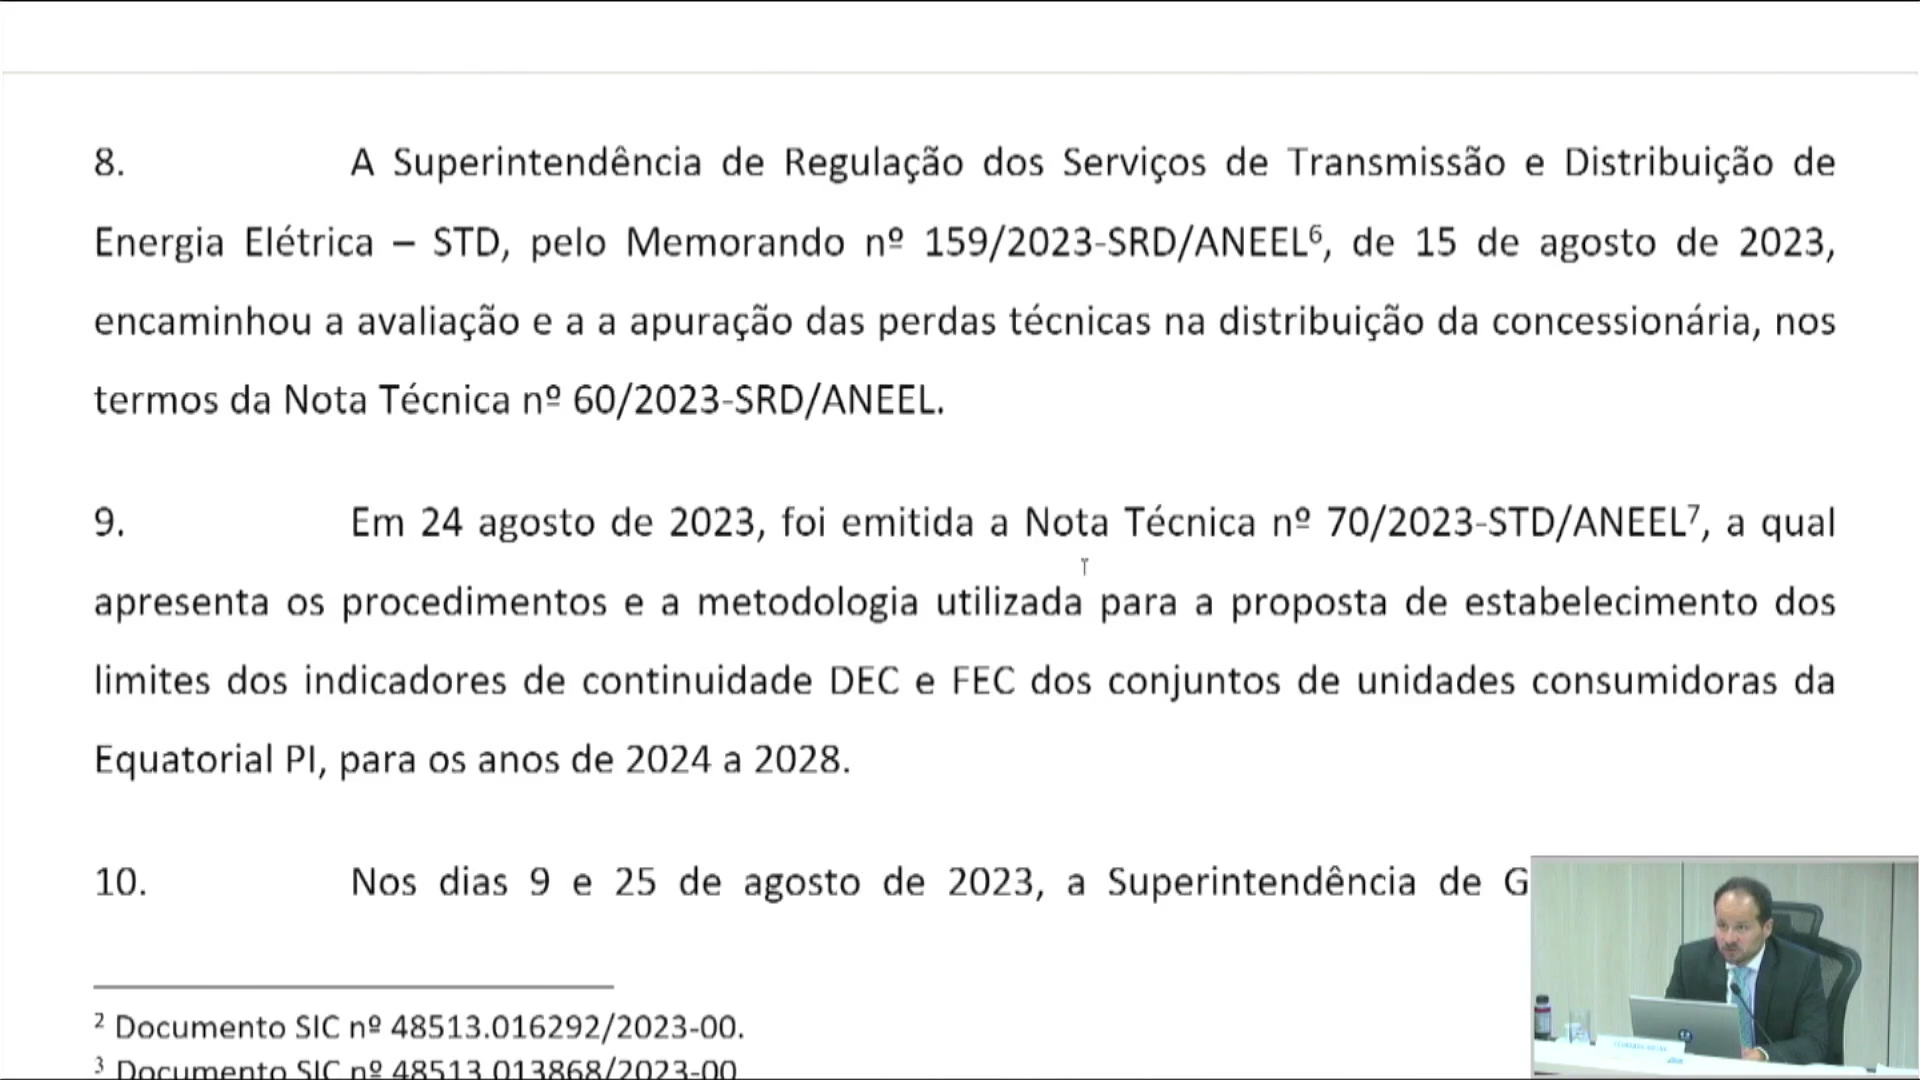 8. A Superintendência de Regulação dos Serviços de Transmissão e Distribuição de
Energia Elétrica – STD, pelo Memorando nº 159/2023-SRD/ANEEL⁶, de 15 de agosto de 2023,
encaminhou a avaliação e a a apuração das perdas técnicas na distribuição da concessionária, nos
termos da Nota Técnica nº 60/2023-SRD/ANEEL.
9. Em 24 agosto de 2023, foi emitida a Nota Técnica nº 70/2023-STD/ANEEL⁷, a qual
apresenta os procedimentos e a metodologia utilizada para a proposta de estabelecimento dos
limites dos indicadores de continuidade DEC e FEC dos conjuntos de unidades consumidoras da
Equatorial PI, para os anos de 2024 a 2028.
10. Nos dias 9 e 25 de agosto de 2023, a Superintendência de G
² Documento SIC nº 48513.016292/2023-00.
³ Documento SIC nº 48513.013868/2023-00